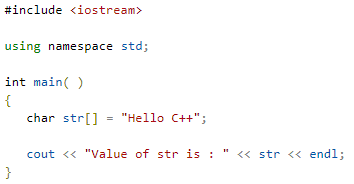 #include <iostream>
using namespace std;
int main( )
{
char str[] = "Hello C++";
cout << "Value of str is : " << str << endl;
}